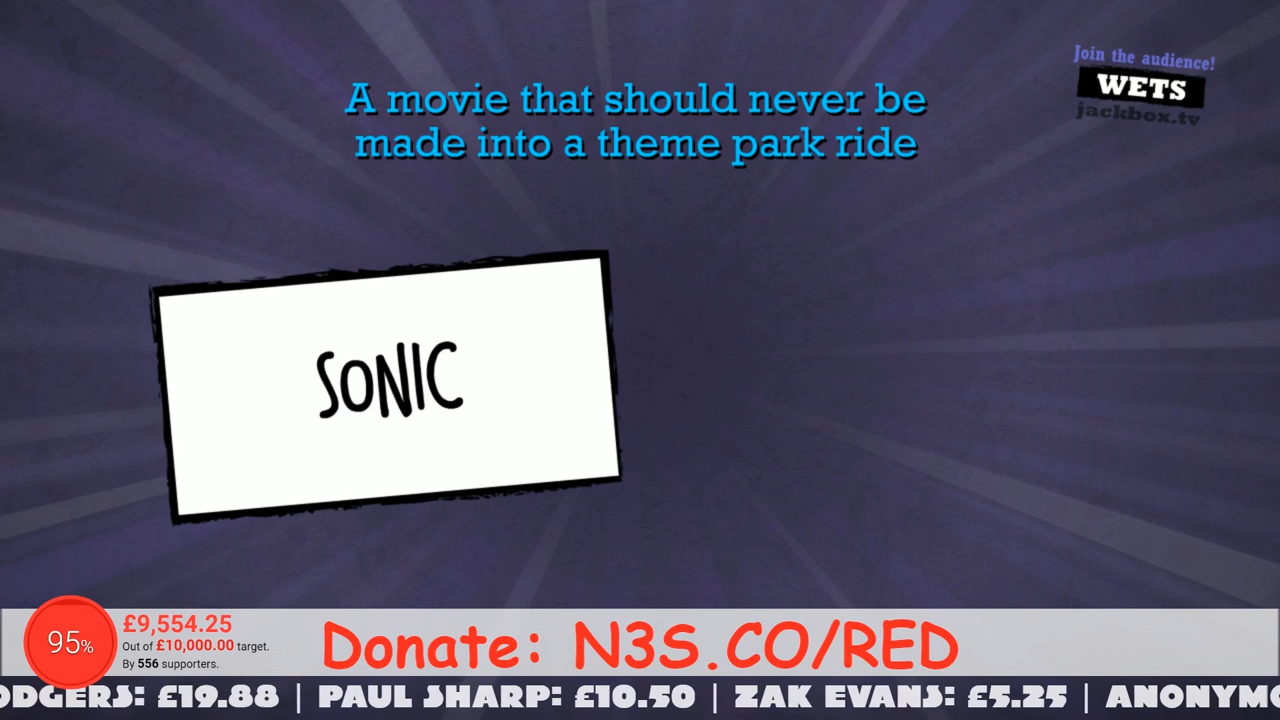 Join the audience!
WETS
jackbox.tv
A movie that should never be
made into a theme park ride
SONIC
95%
£9,554.25
Out of £10,000.00 target.
By 556 supporters.
Donate: N3S.CO/RED
ODGERS: £19.88 | PAUL SHARP: £10.50 | ZAK EVANS: £5.25 | ANONYMO